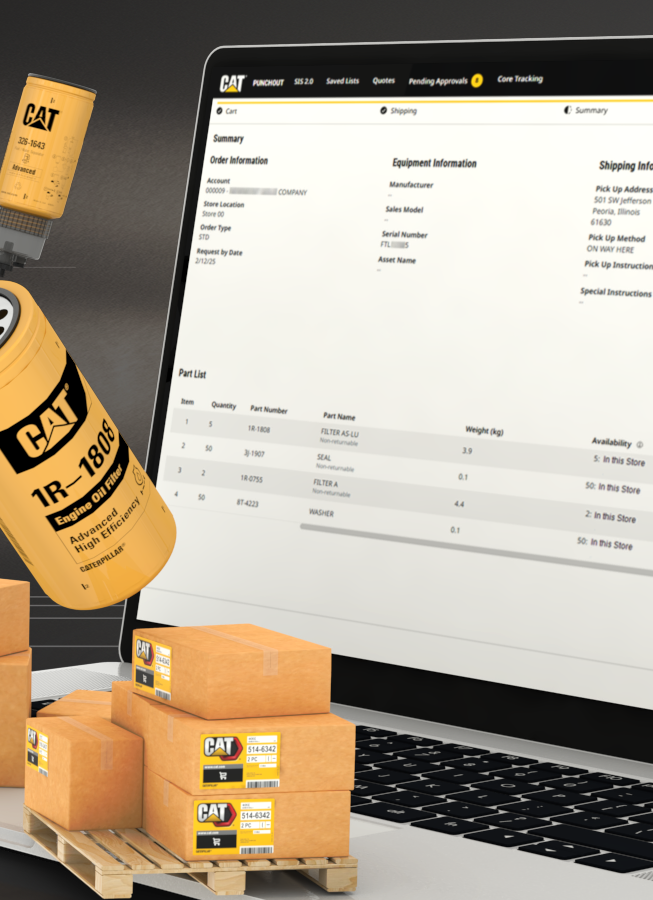 CAT
326-1643
Advanced
CAT
1R-1808
Engine Oil Filter
Advanced
High Efficiency
CATERPILLAR®
CAT PUNCHOUT SIS 2.0 Saved Lists Quotes Pending Approvals 8 Core Tracking
Cart Shipping Summary
Summary
Order Information
Account
000009 - COMPANY
Store Location
Store 00
Order Type
STD
Request by Date
2/12/25
Equipment Information
Manufacturer
--
Sales Model
--
Serial Number
FTL 85
Asset Name
--
Shipping Info
Pick Up Address
501 SW Jefferson
Peoria, Illinois
61630
Pick Up Method
ON WAY HERE
Pick Up Instruction
--
Special Instructions
--
Part List
Item Quantity Part Number Part Name Weight (kg) Availability
1 5 1R-1808 FILTER AS-LU 3.9 5: In this Store
Non-returnable
2 50 3J-1907 SEAL 0.1 50: In this Store
Non-returnable
3 2 1R-0755 FILTER A 4.4 2: In this Store
Non-returnable
4 50 8T-4223 WASHER 0.1 50: In this Store
CAT
514-6342
CAT
514-6342
2 PC
CAT
514-6342
2 PC